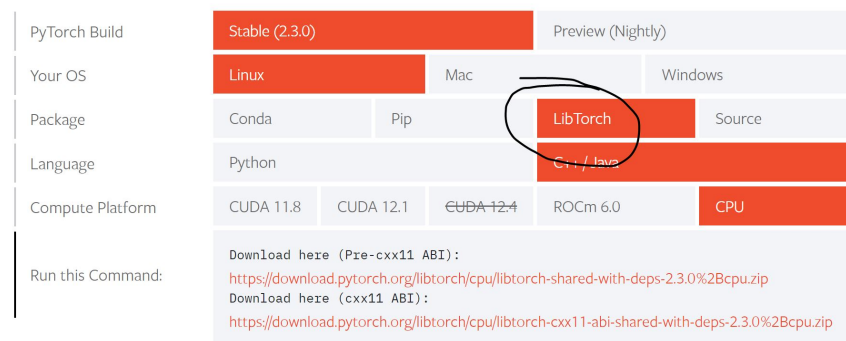 PyTorch Build Stable (2.3.0) Preview (Nightly)
Your OS Linux Mac Windows
Package Conda Pip LibTorch Source
Language Python C++ / Java
Compute Platform CUDA 11.8 CUDA 12.1 CUDA 12.4 ROCm 6.0 CPU
Download here (Pre-cxx11 ABI):
Run this Command: https://download.pytorch.org/libtorch/cpu/libtorch-shared-with-deps-2.3.0%2Bcpu.zip
Download here (cxx11 ABI):
https://download.pytorch.org/libtorch/cpu/libtorch-cxx11-abi-shared-with-deps-2.3.0%2Bcpu.zip